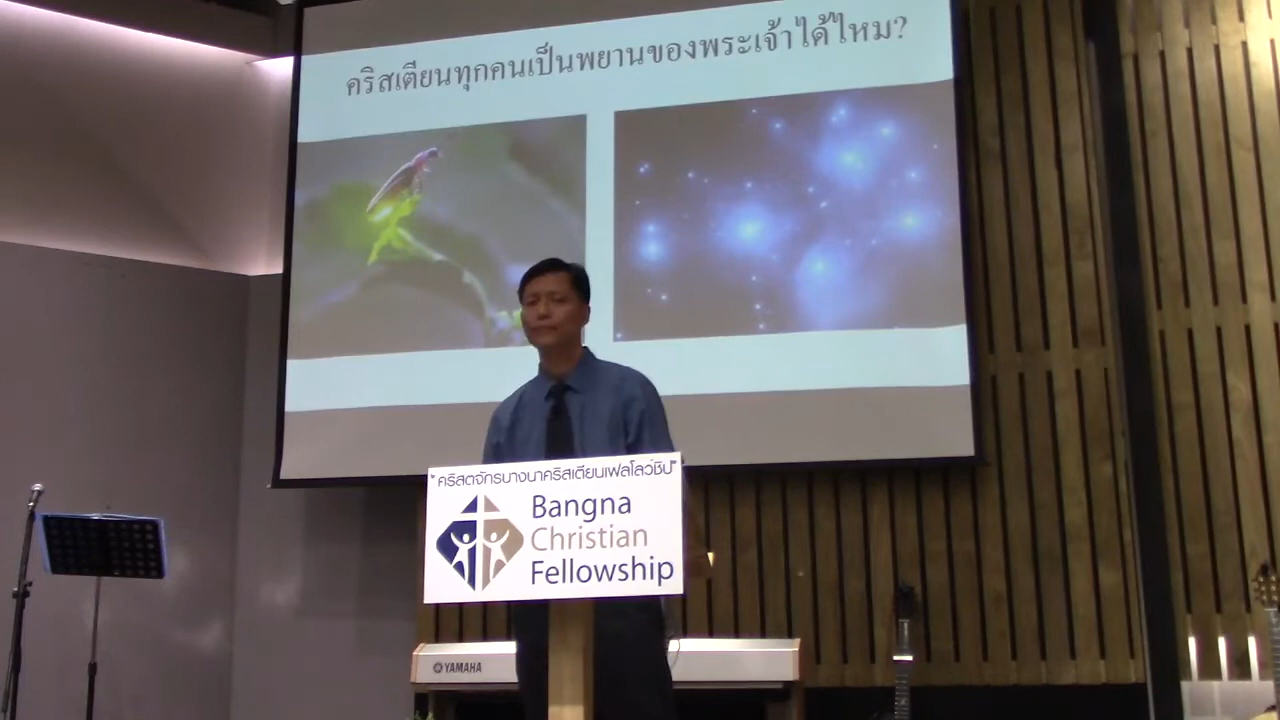 คริสเตียนทุกคนเป็นพยานของพระเจ้าได้ไหม?
"คริสตจักรบางนาคริสเตียนเฟลโลว์ชิป"
Bangna
Christian
Fellowship
YAMAHA